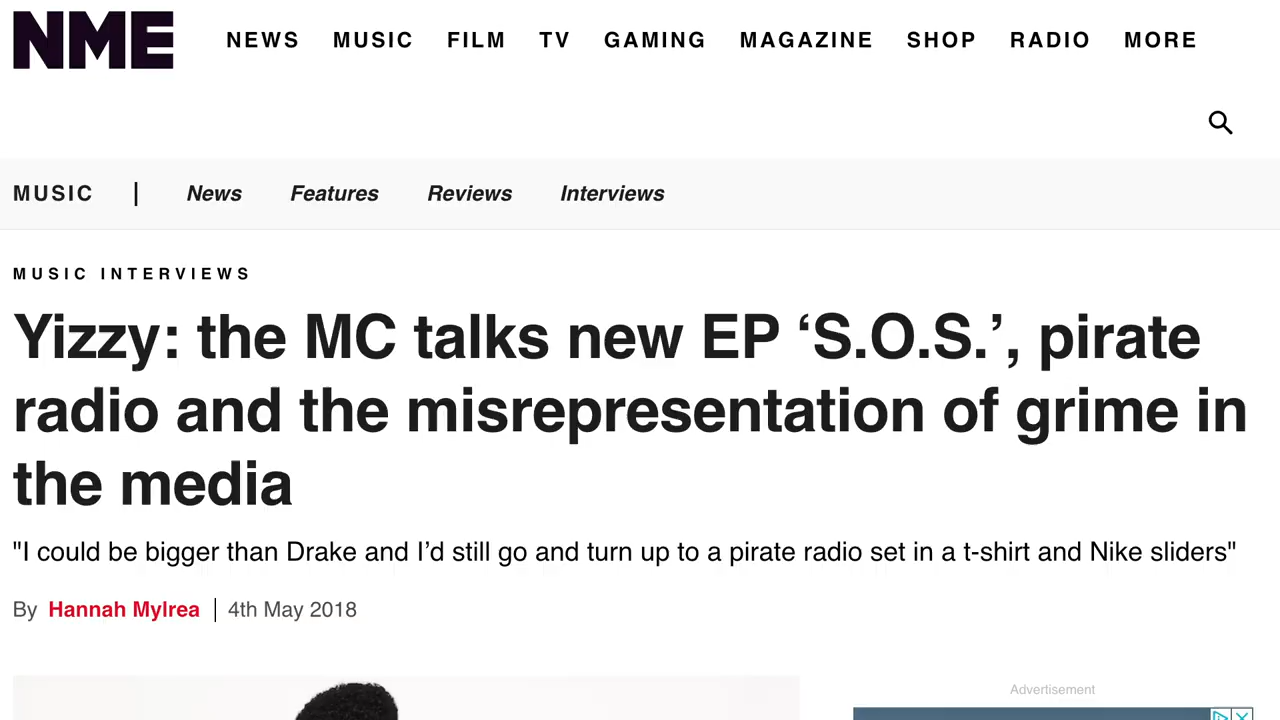 NME
NEWS MUSIC FILM TV GAMING MAGAZINE SHOP RADIO MORE
MUSIC | News Features Reviews Interviews
MUSIC INTERVIEWS
Yizzy: the MC talks new EP ‘S.O.S.’, pirate
radio and the misrepresentation of grime in
the media
"I could be bigger than Drake and I’d still go and turn up to a pirate radio set in a t-shirt and Nike sliders"
By Hannah Mylrea | 4th May 2018
Advertisement